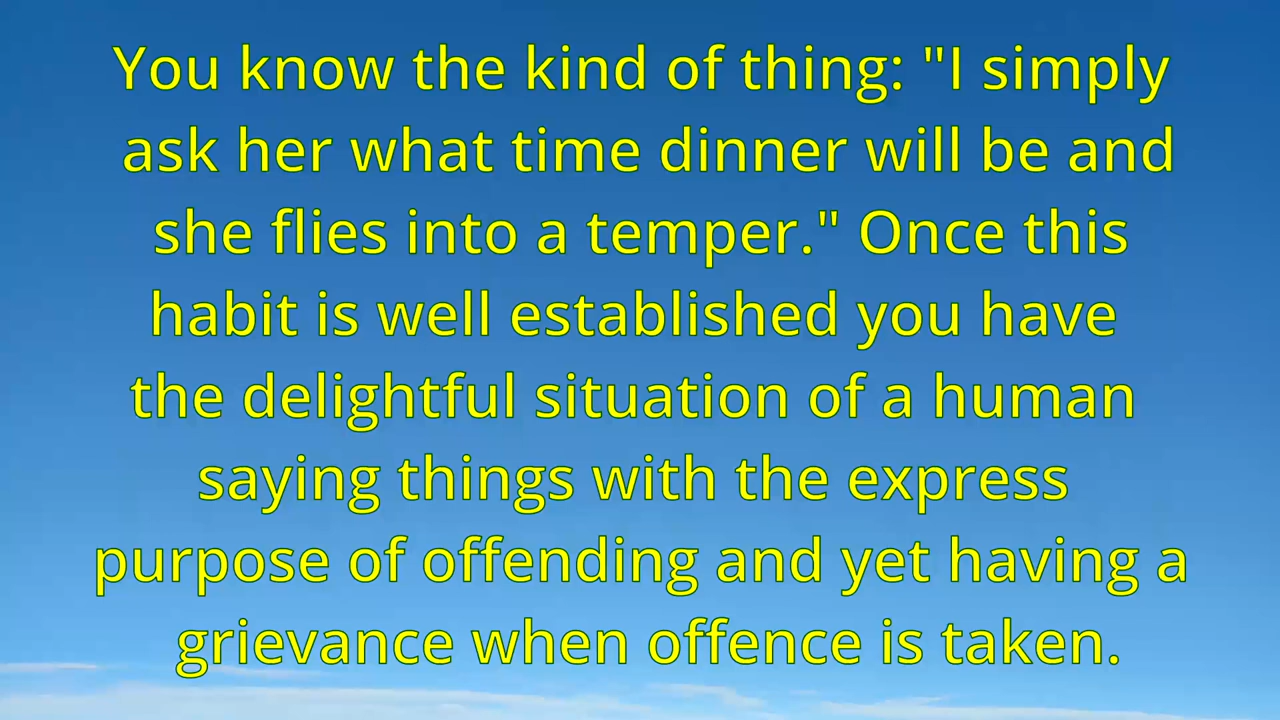 You know the kind of thing: "I simply
ask her what time dinner will be and
she flies into a temper." Once this
habit is well established you have
the delightful situation of a human
saying things with the express
purpose of offending and yet having a
grievance when offence is taken.